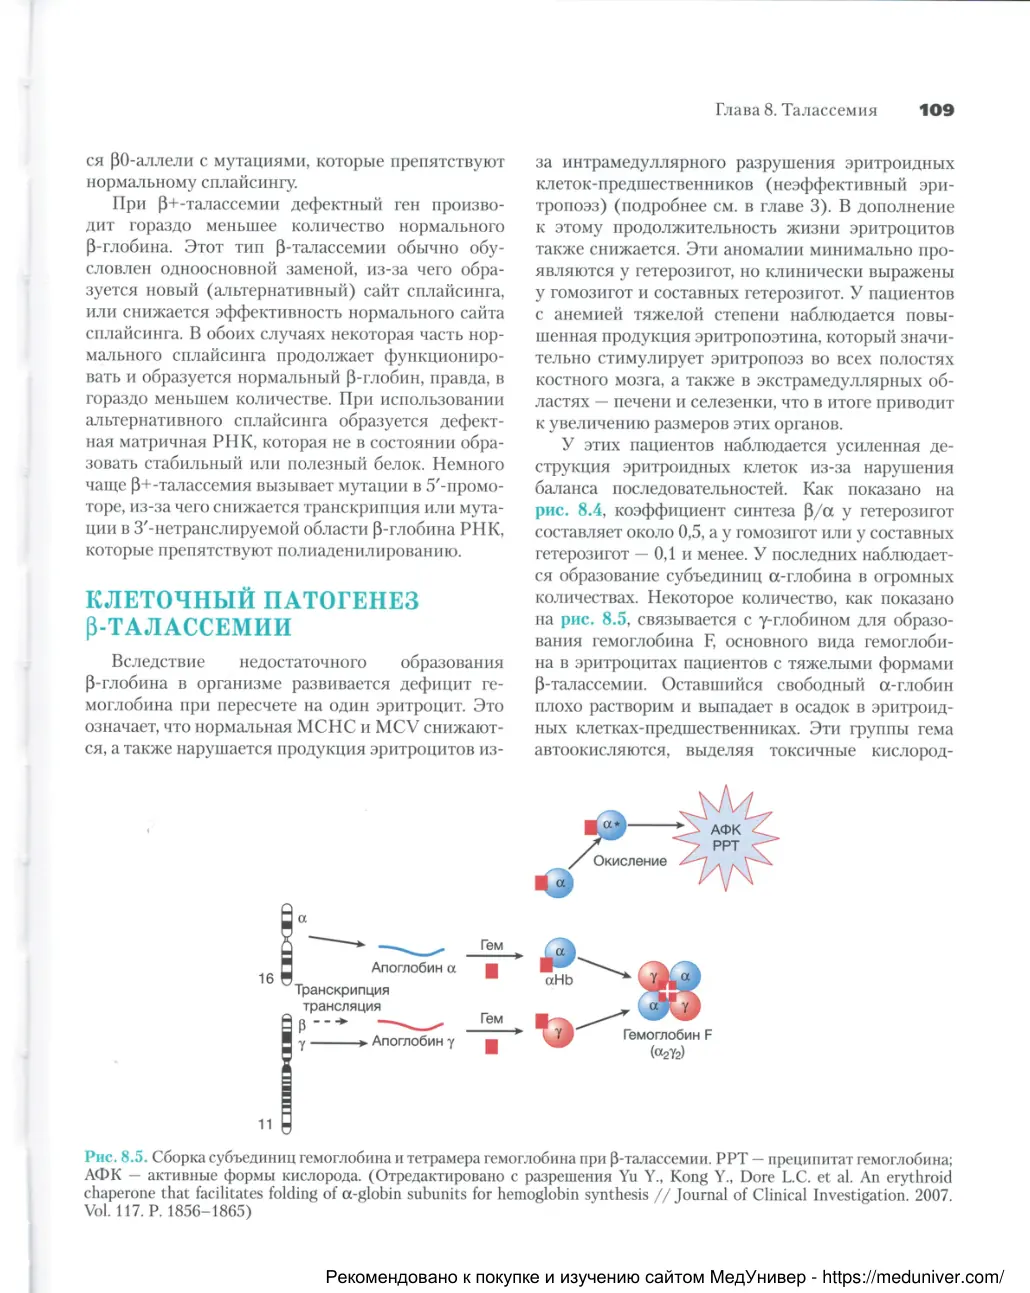 Глава 8. Талассемия 109
ся β0-аллели с мутациями, которые препятствуют
нормальному сплайсингу.
При β+-талассемии дефектный ген произво-
дит гораздо меньшее количество нормального
β-глобина. Этот тип β-талассемии обычно обу-
словлен одноосновной заменой, из-за чего обра-
зуется новый (альтернативный) сайт сплайсинга,
или снижается эффективность нормального сайта
сплайсинга. В обоих случаях некоторая часть нор-
мального сплайсинга продолжает функциониро-
вать и образуется нормальный β-глобин, правда, в
гораздо меньшем количестве. При использовании
альтернативного сплайсинга образуется дефект-
ная матричная РНК, которая не в состоянии обра-
зовать стабильный или полезный белок. Немного
чаще β+-талассемия вызывает мутации в 5′-промо-
торе, из-за чего снижается транскрипция или мута-
ции в 3′-нетранслируемой области β-глобина РНК,
которые препятствуют полиаденилированию.
КЛЕТОЧНЫЙ ПАТОГЕНЕЗ
β-ТАЛАССЕМИИ
Вследствие недостаточного образования
β-глобина в организме развивается дефицит ге-
моглобина при пересчете на один эритроцит. Это
означает, что нормальная MCHC и MCV снижают-
ся, а также нарушается продукция эритроцитов из-
за интрамедуллярного разрушения эритроидных
клеток-предшественников (неэффективный эри-
тропоэз) (подробнее см. в главе 3). В дополнение
к этому продолжительность жизни эритроцитов
также снижается. Эти аномалии минимально про-
являются у гетерозигот, но клинически выражены
у гомозигот и составных гетерозигот. У пациентов
с анемией тяжелой степени наблюдается повы-
шенная продукция эритропоэтина, который значи-
тельно стимулирует эритропоэз во всех полостях
костного мозга, а также в экстрамедуллярных об-
ластях — печени и селезенки, что в итоге приводит
к увеличению размеров этих органов.
У этих пациентов наблюдается усиленная де-
струкция эритроидных клеток из-за нарушения
баланса последовательностей. Как показано на
рис. 8.4, коэффициент синтеза β/α у гетерозигот
составляет около 0,5, а у гомозигот или у составных
гетерозигот — 0,1 и менее. У последних наблюдает-
ся образование субъединиц α-глобина в огромных
количествах. Некоторое количество, как показано
на рис. 8.5, связывается с γ-глобином для образо-
вания гемоглобина F, основного вида гемоглоби-
на в эритроцитах пациентов с тяжелыми формами
β-талассемии. Оставшийся свободный α-глобин
плохо растворим и выпадает в осадок в эритроид-
ных клетках-предшественниках. Эти группы гема
автоокисляются, выделяя токсичные кислород-
α*
АФК
РРТ
Окисление
α
α
Апоглобин α
Гем
α
αHb
16
Транскрипция
трансляция
β
γ
Апоглобин γ
Гем
γ
γ α
α γ
Гемоглобин F
(α₂γ₂)
11
Рис. 8.5. Сборка субъединиц гемоглобина и тетрамера гемоглобина при β-талассемии. РРТ — преципитат гемоглобина;
АФК — активные формы кислорода. (Отредактировано с разрешения Yu Y., Kong Y., Dore L.C. et al. An erythroid
chaperone that facilitates folding of α-globin subunits for hemoglobin synthesis // Journal of Clinical Investigation. 2007.
Vol. 117. P. 1856–1865)
Рекомендовано к покупке и изучению сайтом МедУнивер - https://meduniver.com/